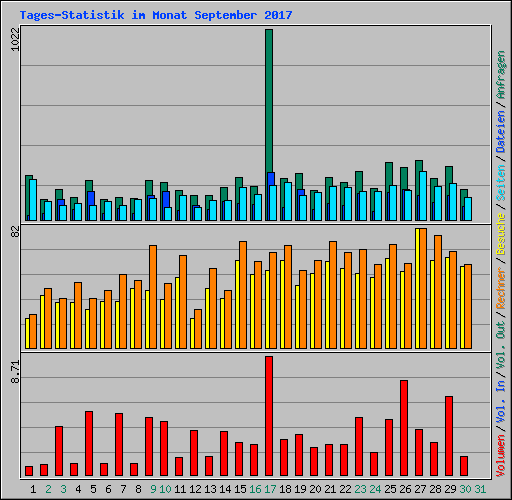 Tages-Statistik im Monat September 2017
1022
82
8.71
Volumen / Vol. In / Vol. Out / Rechner / Besuche / Seiten / Dateien / Anfragen
1 2 3 4 5 6 7 8 9 10 11 12 13 14 15 16 17 18 19 20 21 22 23 24 25 26 27 28 29 30 31